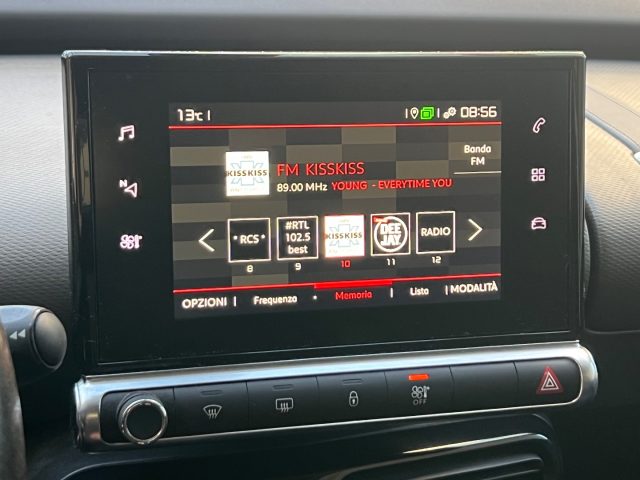 13°C
08:56
FM KISSKISS
89.00 MHz YOUNG - EVERYTIME YOU
Banda
FM
KISSKISS
• RCS •
#RTL
102.5
best
KISSKISS
DEE
JAY
RADIO
8 9 10 11 12
OPZIONI Frequenza Memoria Lista MODALITÀ
N
OFF